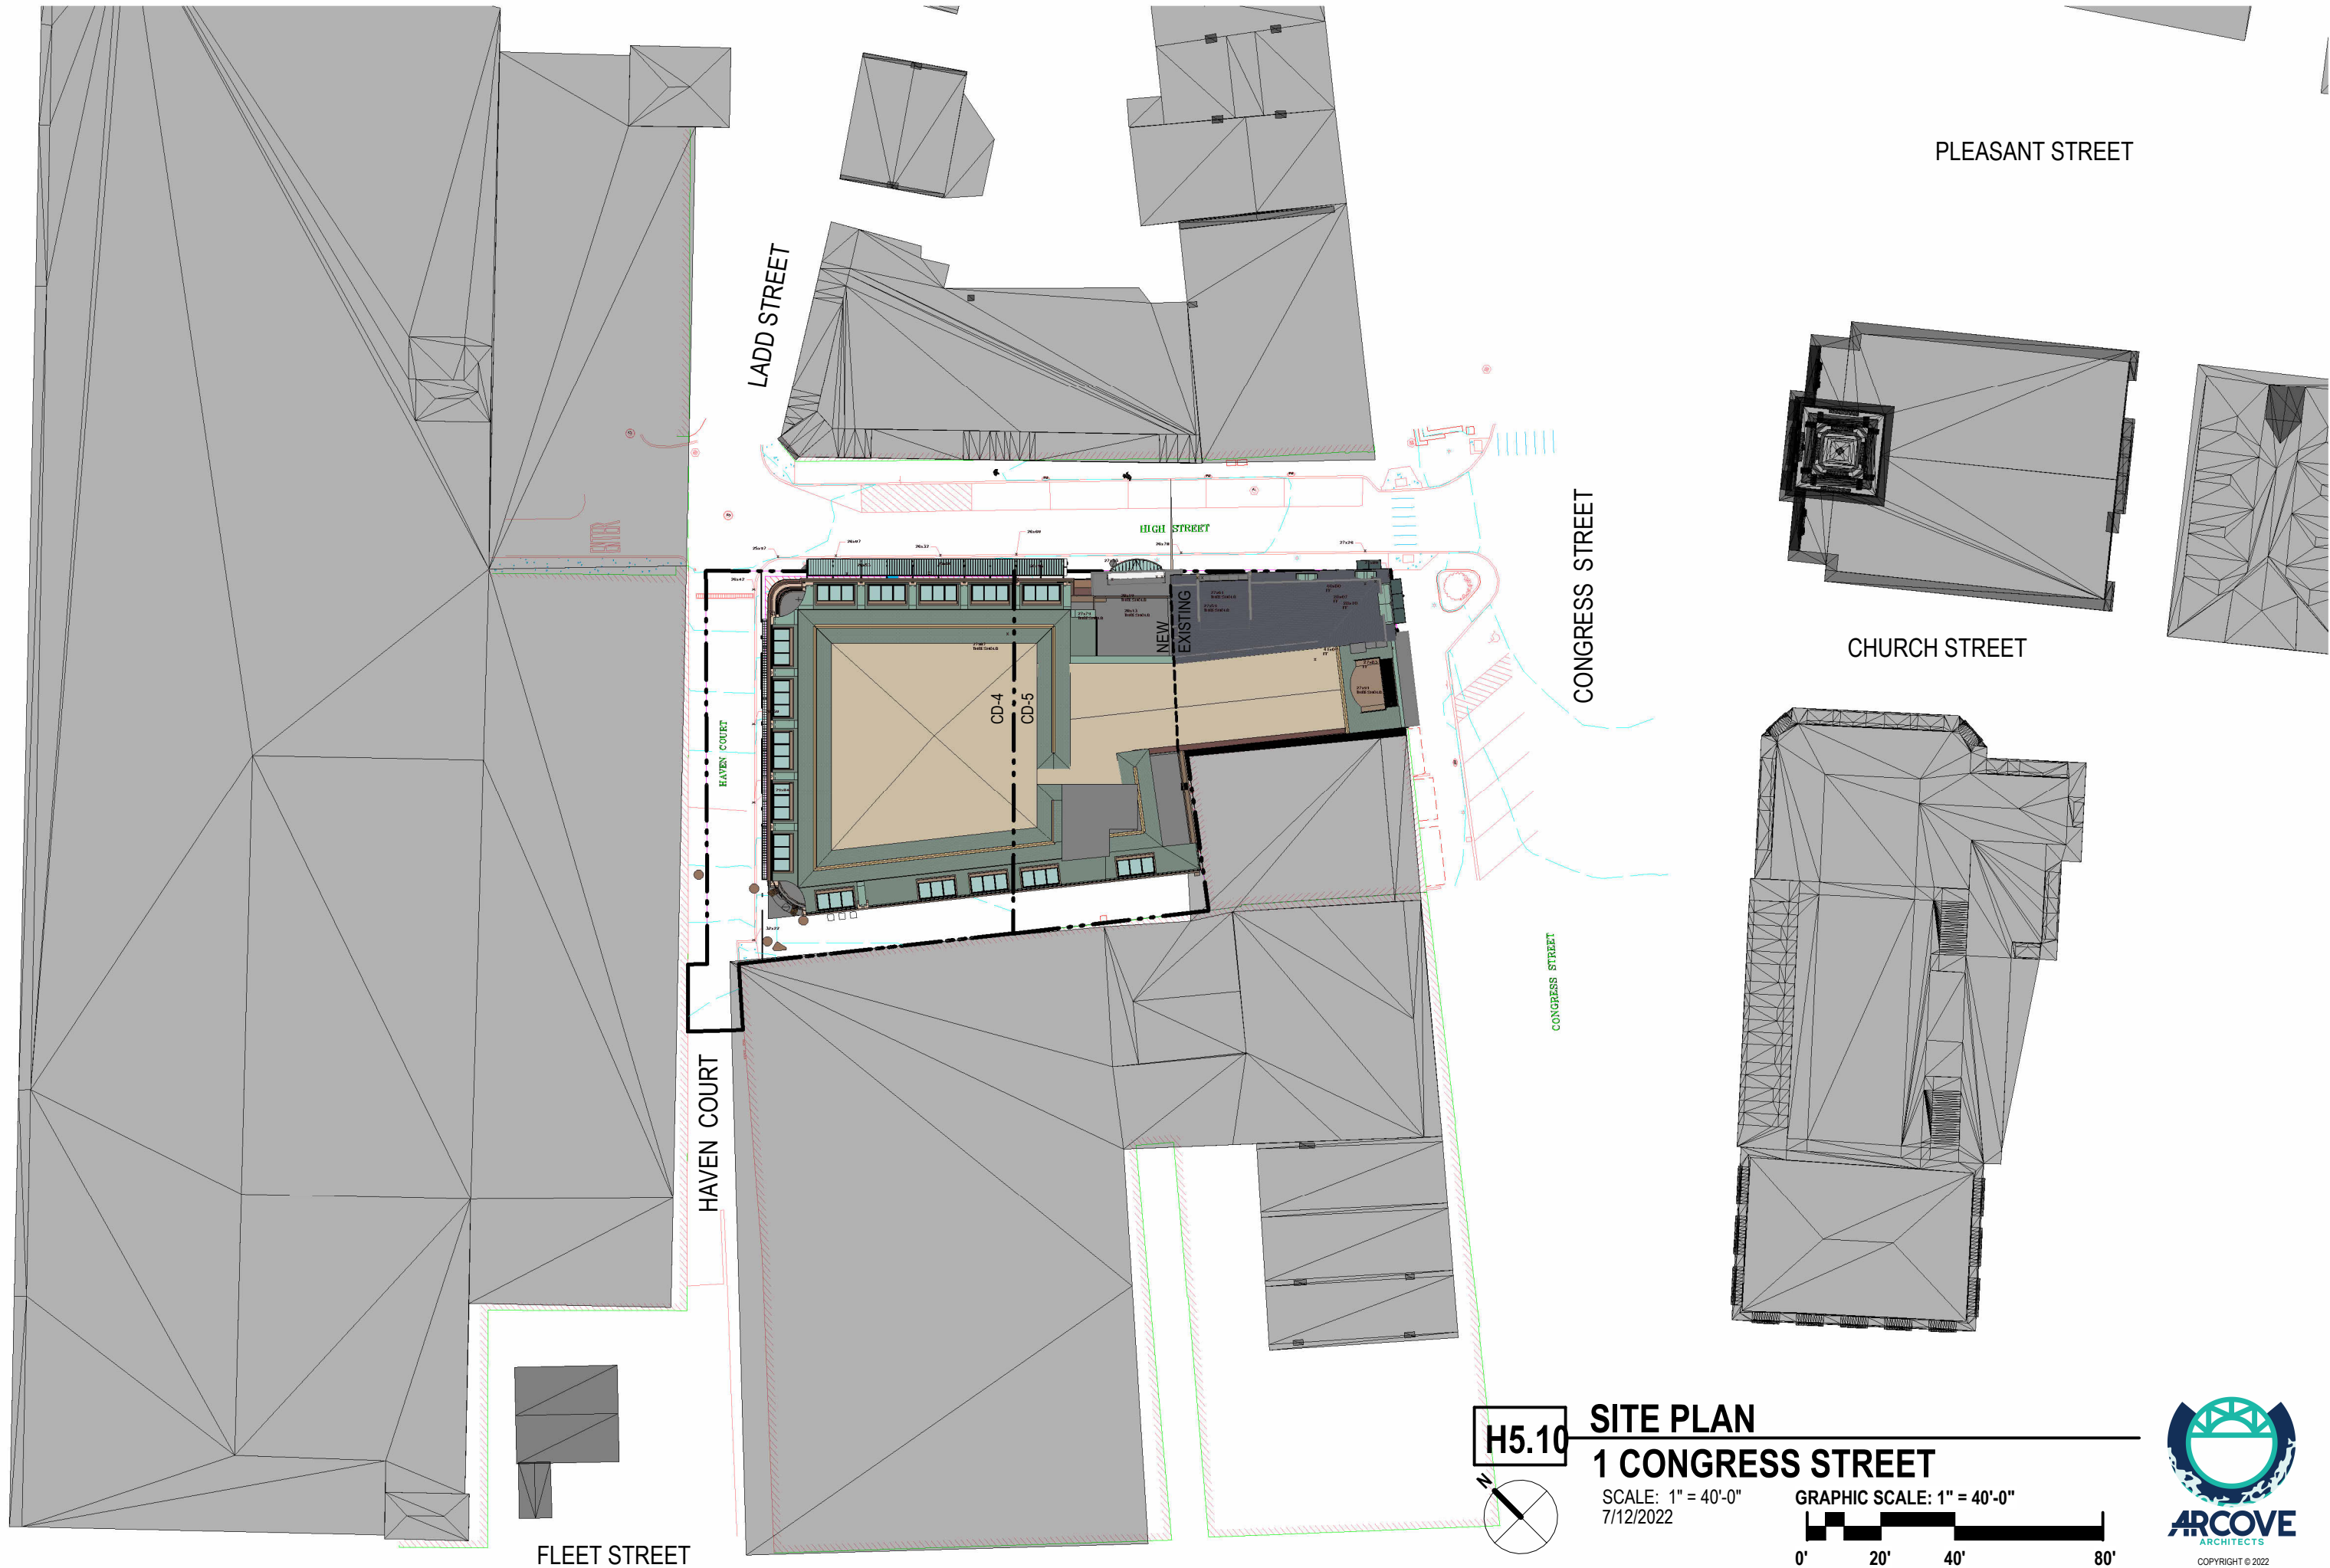 PLEASANT STREET
LADD STREET
CONGRESS STREET
HIGH STREET
ENTER
CHURCH STREET
NEW
EXISTING
CD-4
CD-5
HAVEN COURT
CONGRESS STREET
HAVEN COURT
FLEET STREET
H5.10
SITE PLAN
1 CONGRESS STREET
SCALE: 1" = 40'-0"
7/12/2022
GRAPHIC SCALE: 1" = 40'-0"
0' 20' 40' 80'
N
ARCOVE
ARCHITECTS
COPYRIGHT © 2022